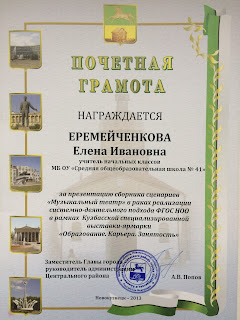 ПОЧЕТНАЯ
ГРАМОТА
НАГРАЖДАЕТСЯ
ЕРЕМЕЙЧЕНКОВА
Елена Ивановна
учитель начальных классов
МБ ОУ «Средняя общеобразовательная школа № 41»
за презентацию сборника сценариев
«Музыкальный театр» в раках реализации
системно-деятельного подхода ФГОС НОО
в рамках Кузбасской специализированной
выставки-ярмарки
«Образование. Карьера. Занятость»
Заместитель Главы города -
руководитель администрации
Центрального района
А.В. Попов
Новокузнецк - 2013